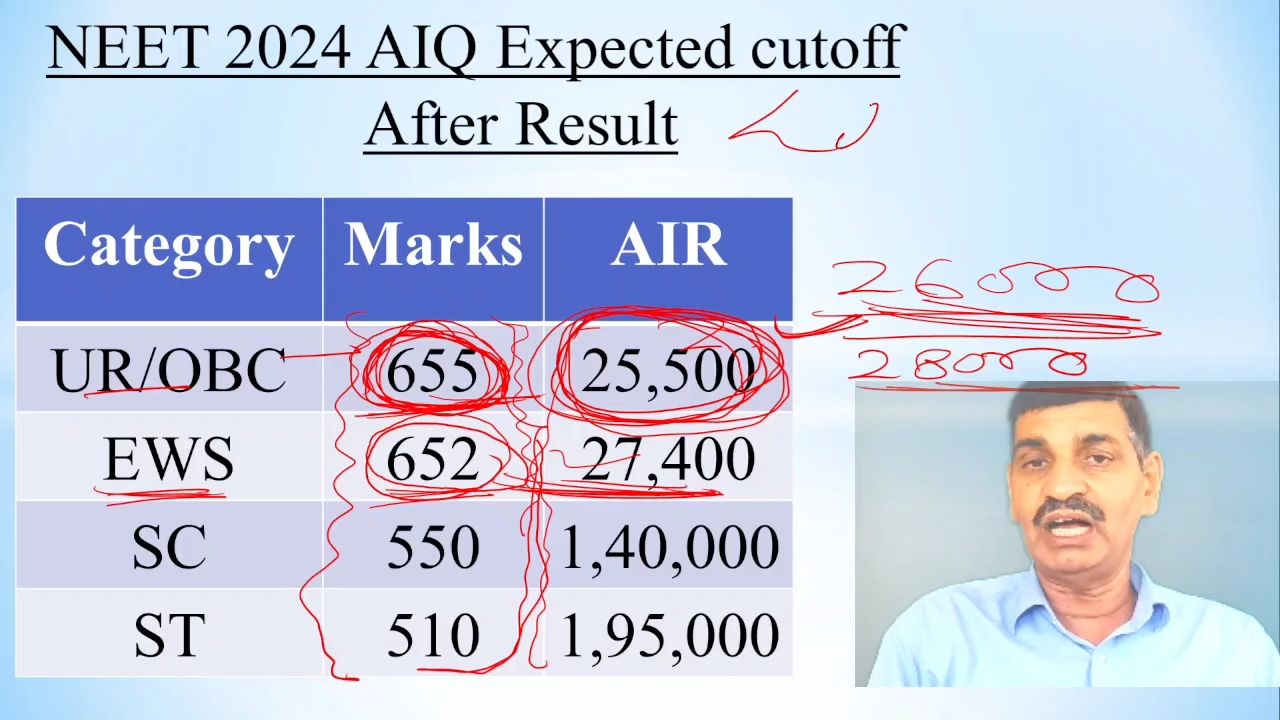 NEET 2024 AIQ Expected cutoff
After Result
Category Marks AIR
26000
UR/OBC 655 25,500
28000
EWS 652 27,400
SC 550 1,40,000
ST 510 1,95,000